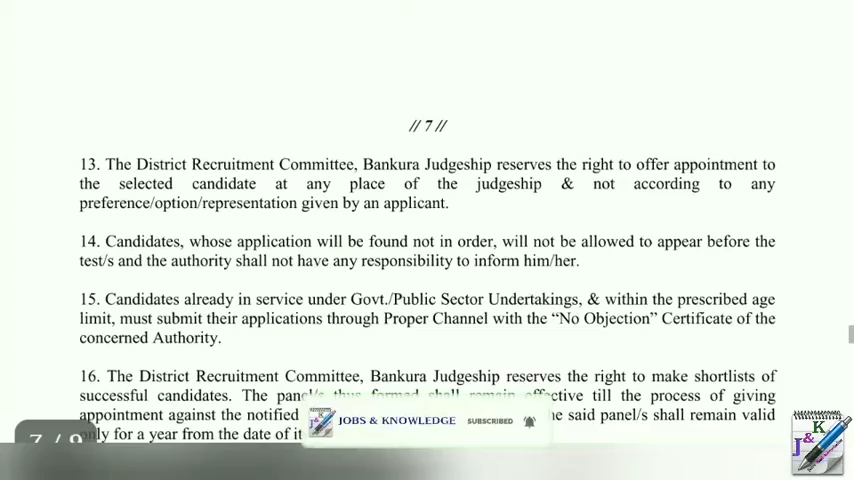 // 7 //
13. The District Recruitment Committee, Bankura Judgeship reserves the right to offer appointment to
the selected candidate at any place of the judgeship & not according to any
preference/option/representation given by an applicant.
14. Candidates, whose application will be found not in order, will not be allowed to appear before the
test/s and the authority shall not have any responsibility to inform him/her.
15. Candidates already in service under Govt./Public Sector Undertakings, & within the prescribed age
limit, must submit their applications through Proper Channel with the “No Objection” Certificate of the
concerned Authority.
16. The District Recruitment Committee, Bankura Judgeship reserves the right to make shortlists of
successful candidates. The panel/s thus formed shall remain effective till the process of giving
appointment against the notified said panel/s shall remain valid
only for a year from the date of
JOBS & KNOWLEDGE SUBSCRIBED
7 / 9
J&K